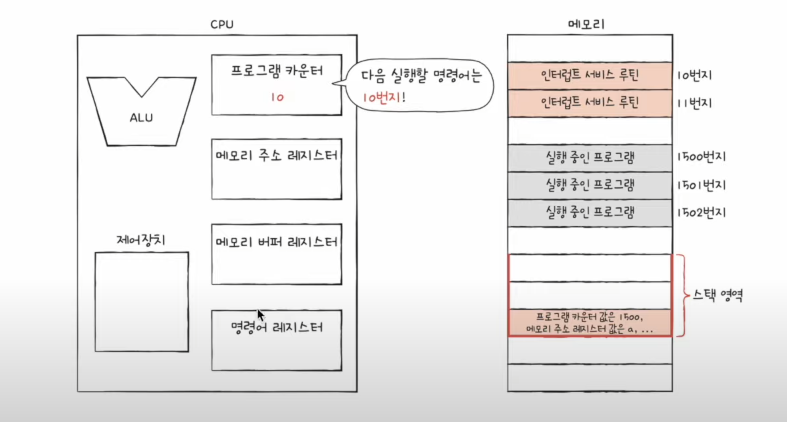 CPU
메모리
프로그램 카운터
10
다음 실행할 명령어는
10번지!
ALU
메모리 주소 레지스터
메모리 버퍼 레지스터
제어장치
명령어 레지스터
인터럽트 서비스 루틴
10번지
인터럽트 서비스 루틴
11번지
실행 중인 프로그램
1500번지
실행 중인 프로그램
1501번지
실행 중인 프로그램
1502번지
스택 영역
프로그램 카운터 값은 1500,
메모리 주소 레지스터 값은 a, ...